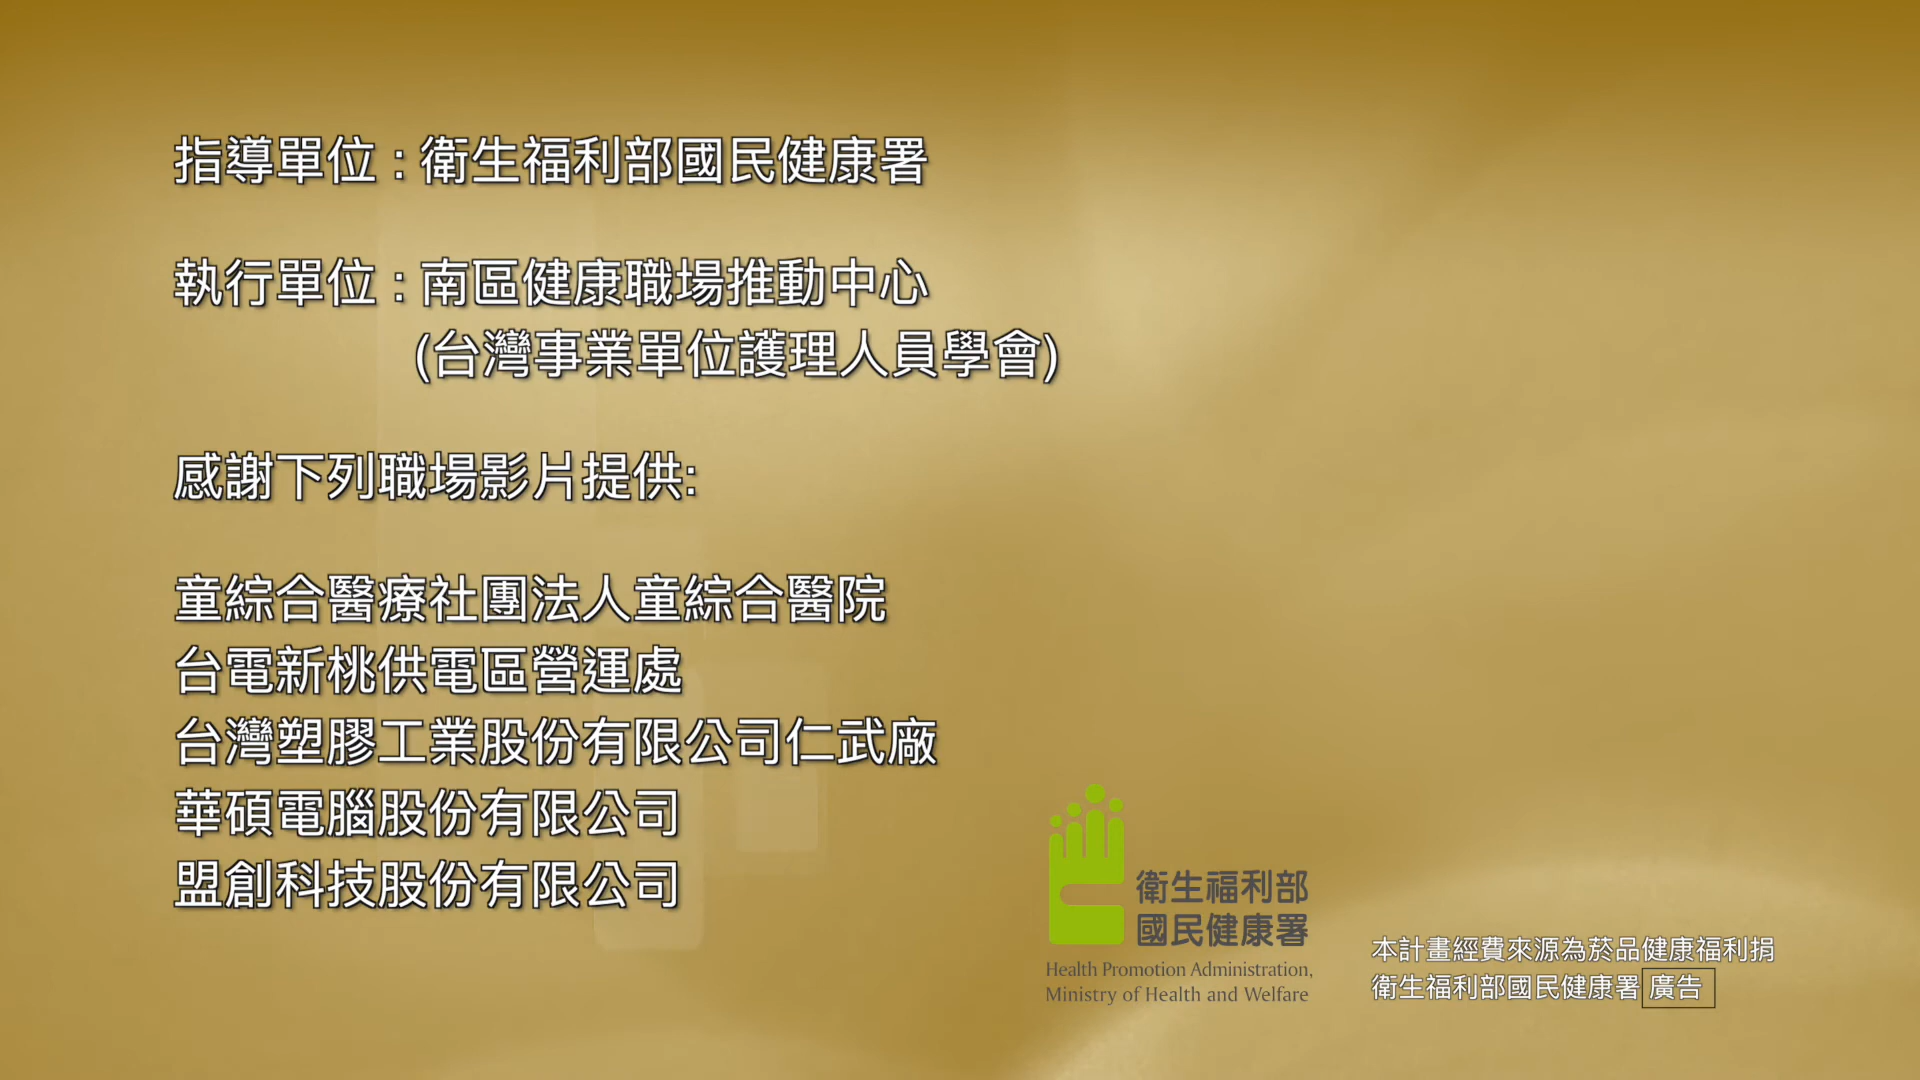 指導單位 : 衛生福利部國民健康署
執行單位 : 南區健康職場推動中心
(台灣事業單位護理人員學會)
感謝下列職場影片提供:
童綜合醫療社團法人童綜合醫院
台電新桃供電區營運處
台灣塑膠工業股份有限公司仁武廠
華碩電腦股份有限公司
盟創科技股份有限公司
衛生福利部
國民健康署
Health Promotion Administration,
Ministry of Health and Welfare
本計畫經費來源為菸品健康福利捐
衛生福利部國民健康署 廣告